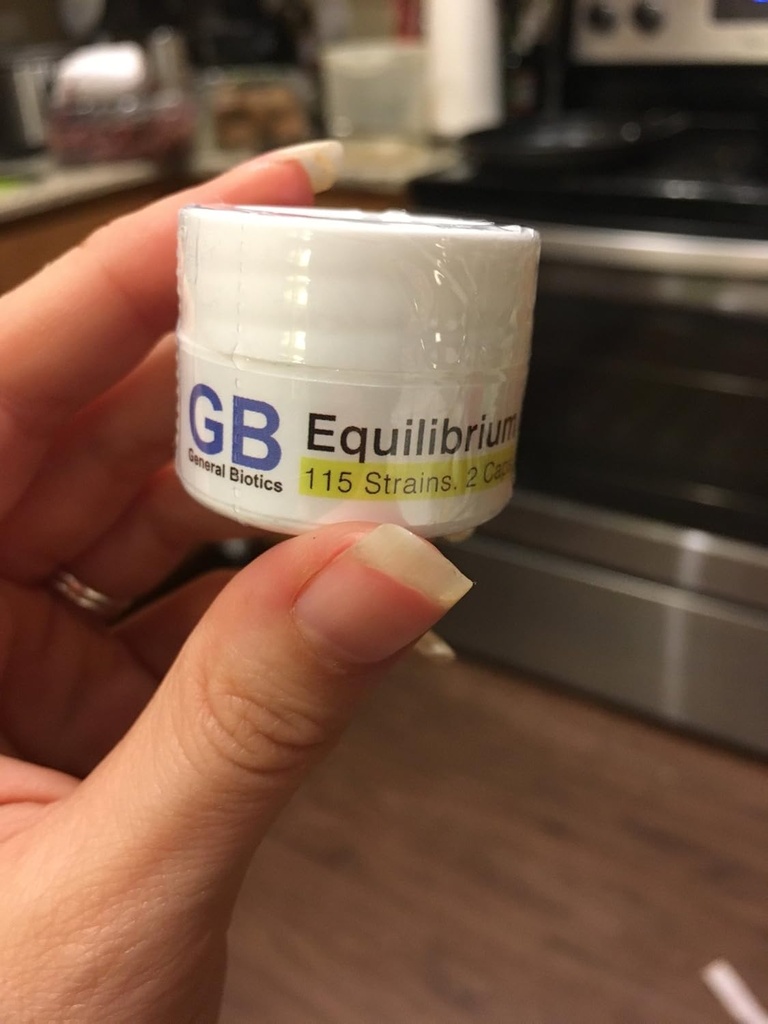 GB
General Biotics
Equilibrium
115 Strains. 2